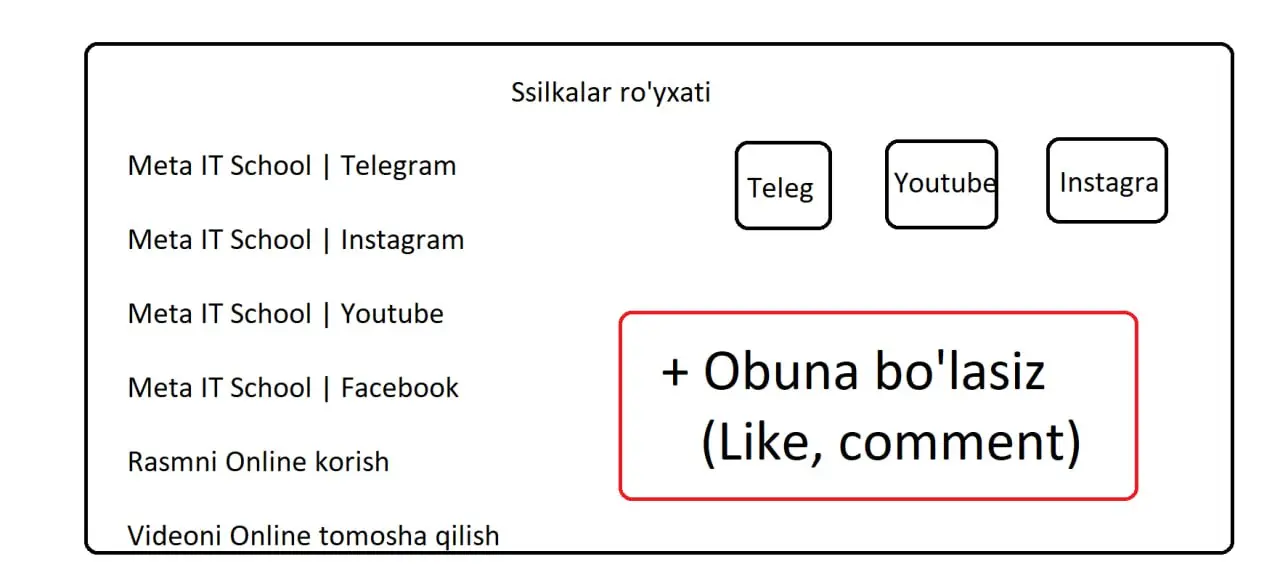 Ssilkalar ro'yxati
Meta IT School | Telegram
Meta IT School | Instagram
Meta IT School | Youtube
Meta IT School | Facebook
Rasmni Online korish
Videoni Online tomosha qilish
Teleg
Youtube
Instagra
+ Obuna bo'lasiz
(Like, comment)